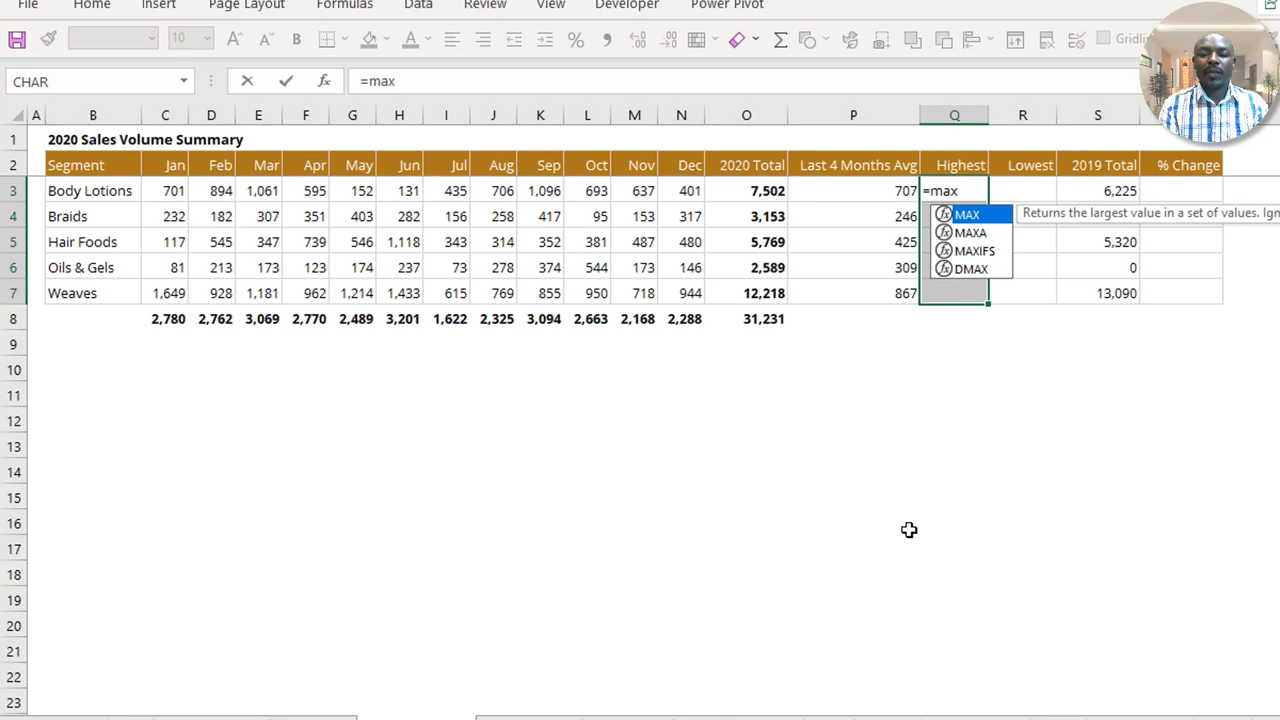 File Home Insert Page Layout Formulas Data Review View Developer Power Pivot
10 A A B A % Gridl
CHAR =max
A B C D E F G H I J K L M N O P Q R S T
1 2020 Sales Volume Summary
2 Segment Jan Feb Mar Apr May Jun Jul Aug Sep Oct Nov Dec 2020 Total Last 4 Months Avg Highest Lowest 2019 Total % Change
3 Body Lotions 701 894 1,061 595 152 131 435 706 1,096 693 637 401 7,502 707 =max 6,225
4 Braids 232 182 307 351 403 282 156 258 417 95 153 317 3,153 246 MAX Returns the largest value in a set of values. Ign
MAXA
5 Hair Foods 117 545 347 739 546 1,118 343 314 352 381 487 480 5,769 425 5,320
MAXIFS
6 Oils & Gels 81 213 173 123 174 237 73 278 374 544 173 146 2,589 309 DMAX 0
7 Weaves 1,649 928 1,181 962 1,214 1,433 615 769 855 950 718 944 12,218 867 13,090
8 2,780 2,762 3,069 2,770 2,489 3,201 1,622 2,325 3,094 2,663 2,168 2,288 31,231
9
10
11
12
13
14
15
16
17
18
19
20
21
22
23